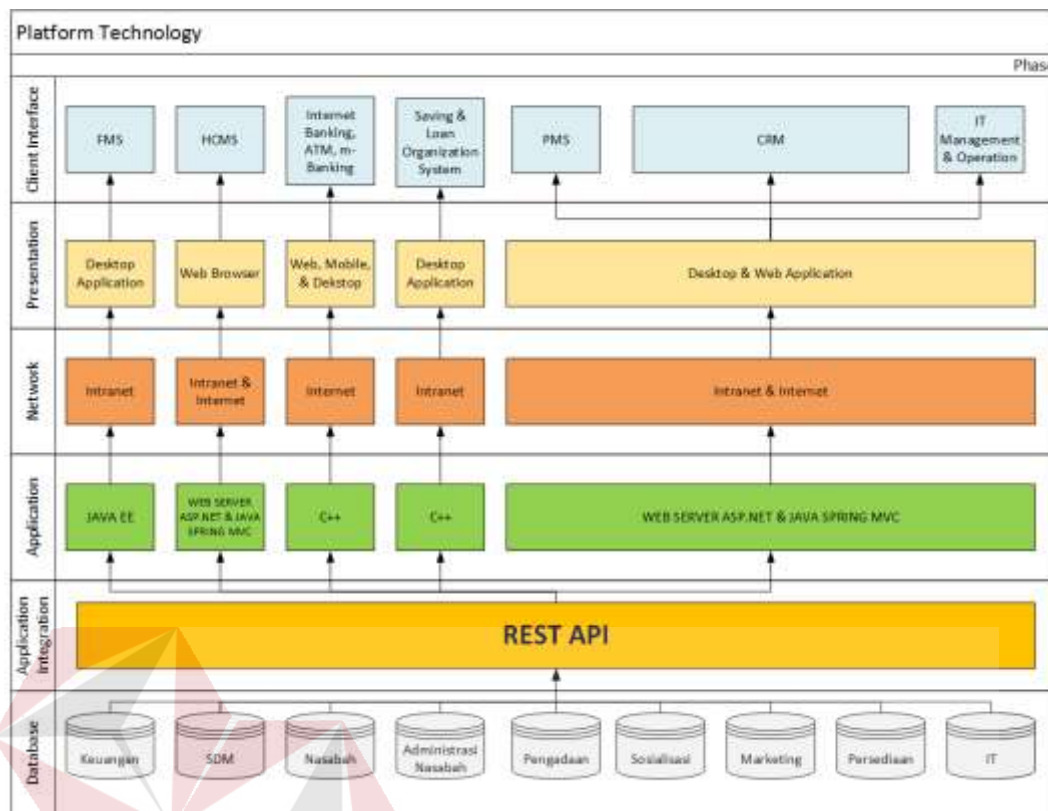 Platform Technology
Phase
Client Interface
FMS
HCMS
Internet
Banking,
ATM, m-
Banking
Saving &
Loan
Organization
System
PMS
CRM
IT
Management
& Operation
Presentation
Desktop
Application
Web Browser
Web, Mobile,
& Dekstop
Desktop
Application
Desktop & Web Application
Network
Intranet
Intranet &
Internet
Internet
Intranet
Intranet & Internet
Application
JAVA EE
WEB SERVER
ASP.NET & JAVA
SPRING MVC
C++
C++
WEB SERVER ASP.NET & JAVA SPRING MVC
Application
integration
REST API
Database
Keuangan
SDM
Nasabah
Administrasi
Nasabah
Pengadaan
Sosialisasi
Marketing
Persediaan
IT